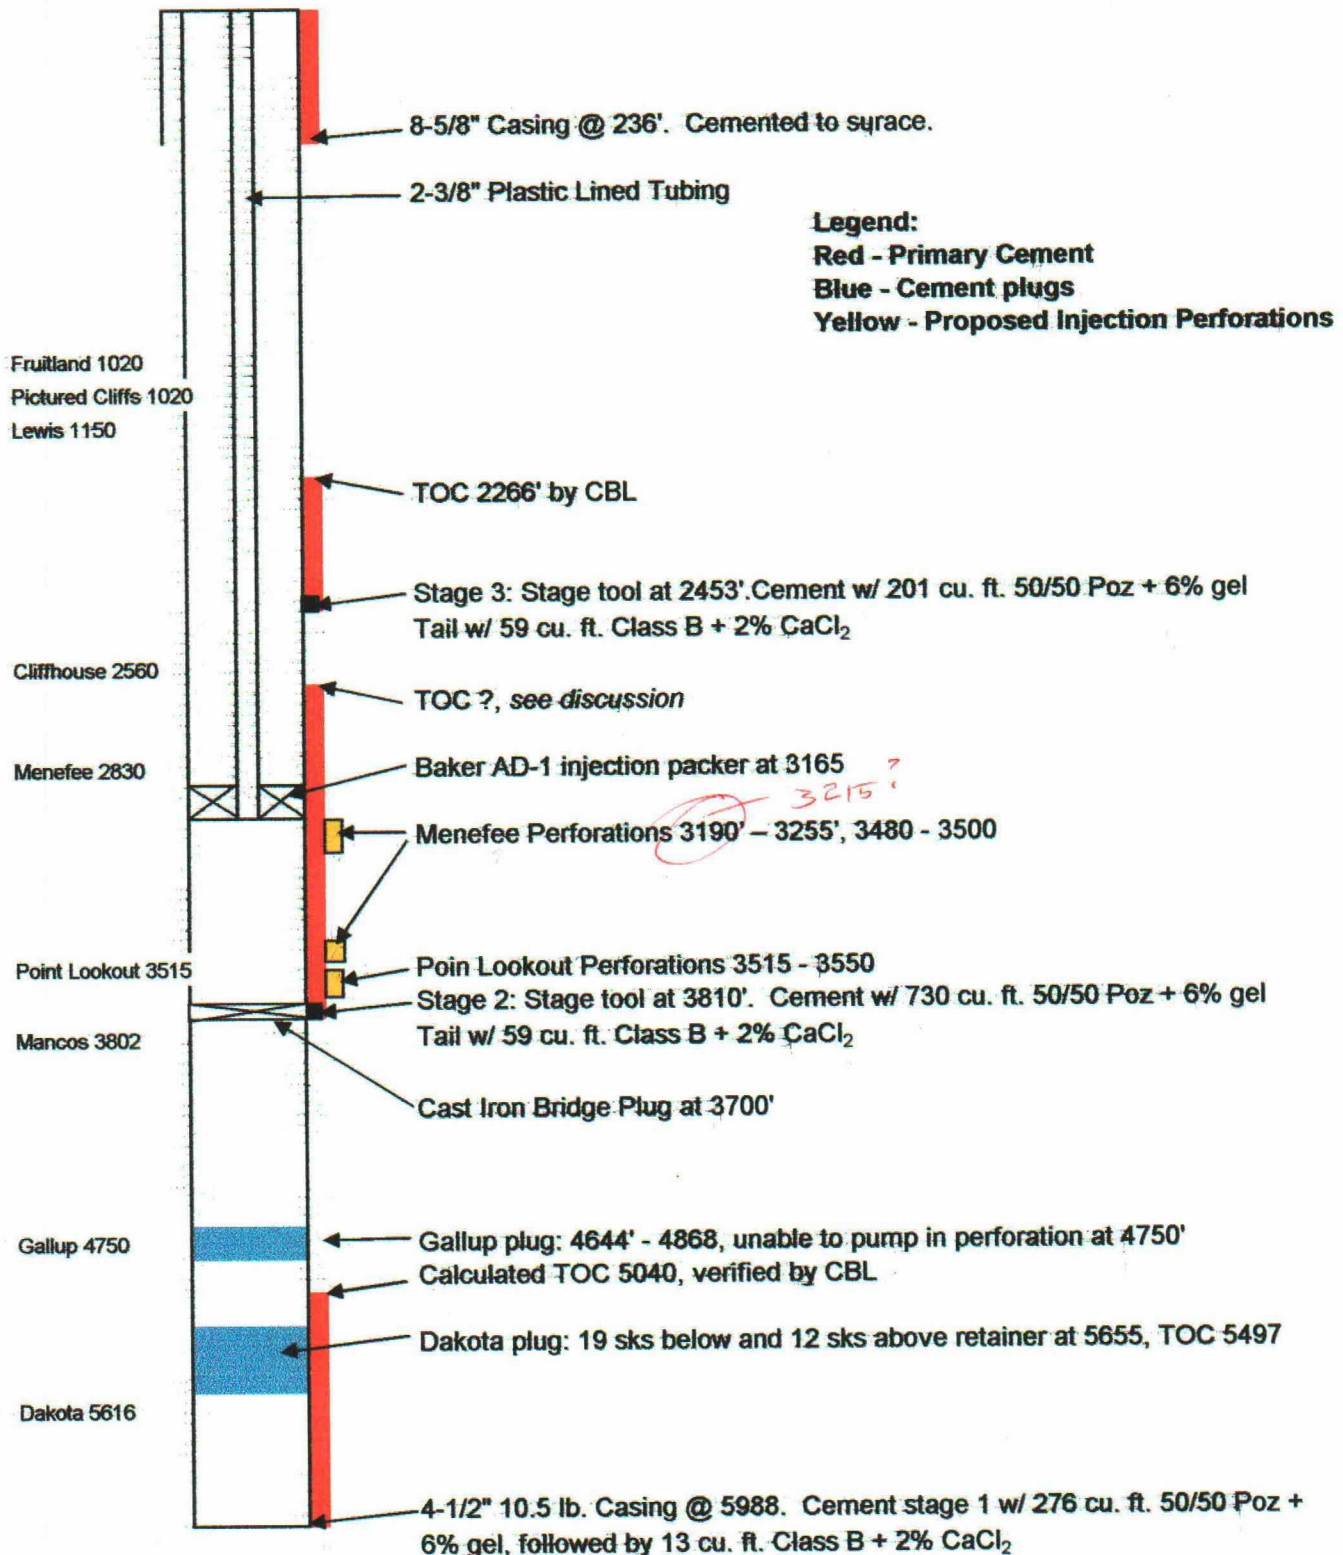 8-5/8" Casing @ 236'. Cemented to syrace.
2-3/8" Plastic Lined Tubing
Legend:
Red - Primary Cement
Blue - Cement plugs
Yellow - Proposed Injection Perforations
Fruitland 1020
Pictured Cliffs 1020
Lewis 1150
TOC 2266' by CBL
Stage 3: Stage tool at 2453'.Cement w/ 201 cu. ft. 50/50 Poz + 6% gel
Tail w/ 59 cu. ft. Class B + 2% CaCl₂
Cliffhouse 2560
TOC ?, see discussion
Menefee 2830
Baker AD-1 injection packer at 3165
3215?
Menefee Perforations 3190' – 3255', 3480 - 3500
Point Lookout 3515
Poin Lookout Perforations 3515 - 3550
Stage 2: Stage tool at 3810'. Cement w/ 730 cu. ft. 50/50 Poz + 6% gel
Tail w/ 59 cu. ft. Class B + 2% CaCl₂
Mancos 3802
Cast Iron Bridge Plug at 3700'
Gallup 4750
Gallup plug: 4644' - 4868, unable to pump in perforation at 4750'
Calculated TOC 5040, verified by CBL
Dakota plug: 19 sks below and 12 sks above retainer at 5655, TOC 5497
Dakota 5616
4-1/2" 10.5 lb. Casing @ 5988. Cement stage 1 w/ 276 cu. ft. 50/50 Poz +
6% gel, followed by 13 cu. ft. Class B + 2% CaCl₂